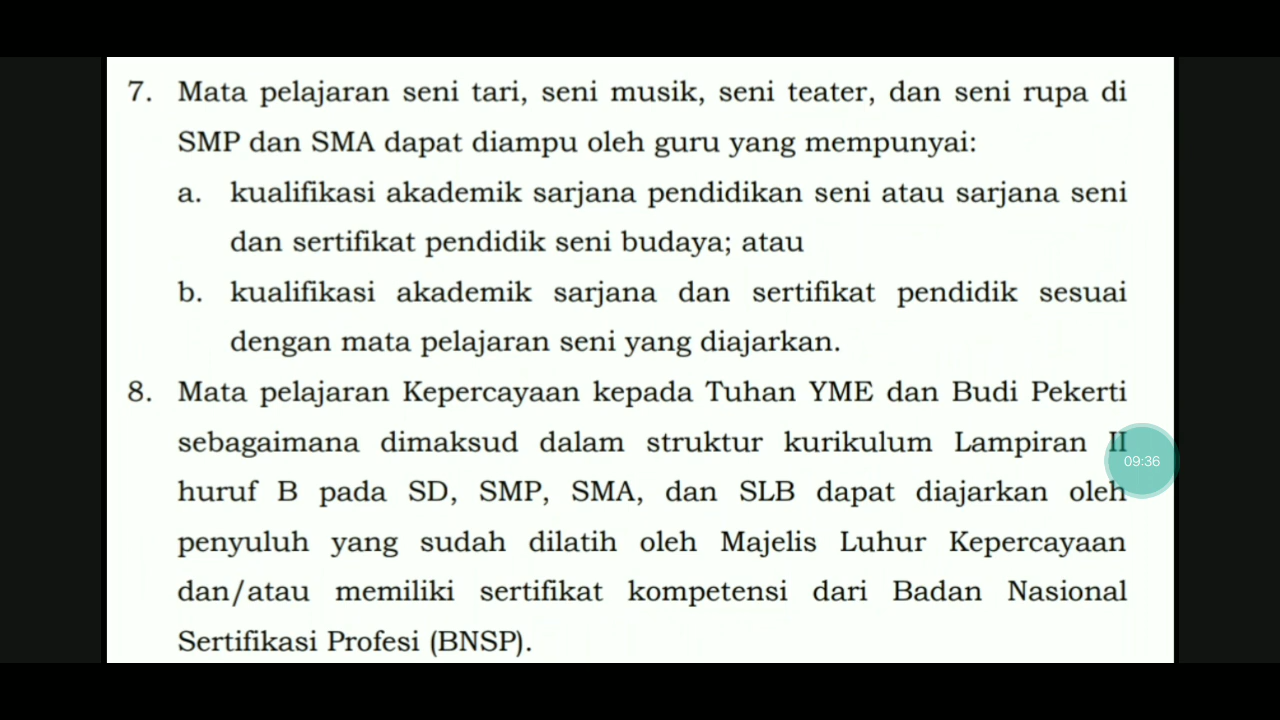 7. Mata pelajaran seni tari, seni musik, seni teater, dan seni rupa di
SMP dan SMA dapat diampu oleh guru yang mempunyai:
a. kualifikasi akademik sarjana pendidikan seni atau sarjana seni
dan sertifikat pendidik seni budaya; atau
b. kualifikasi akademik sarjana dan sertifikat pendidik sesuai
dengan mata pelajaran seni yang diajarkan.
8. Mata pelajaran Kepercayaan kepada Tuhan YME dan Budi Pekerti
sebagaimana dimaksud dalam struktur kurikulum Lampiran II
huruf B pada SD, SMP, SMA, dan SLB dapat diajarkan oleh
penyuluh yang sudah dilatih oleh Majelis Luhur Kepercayaan
dan/atau memiliki sertifikat kompetensi dari Badan Nasional
Sertifikasi Profesi (BNSP).
09:36